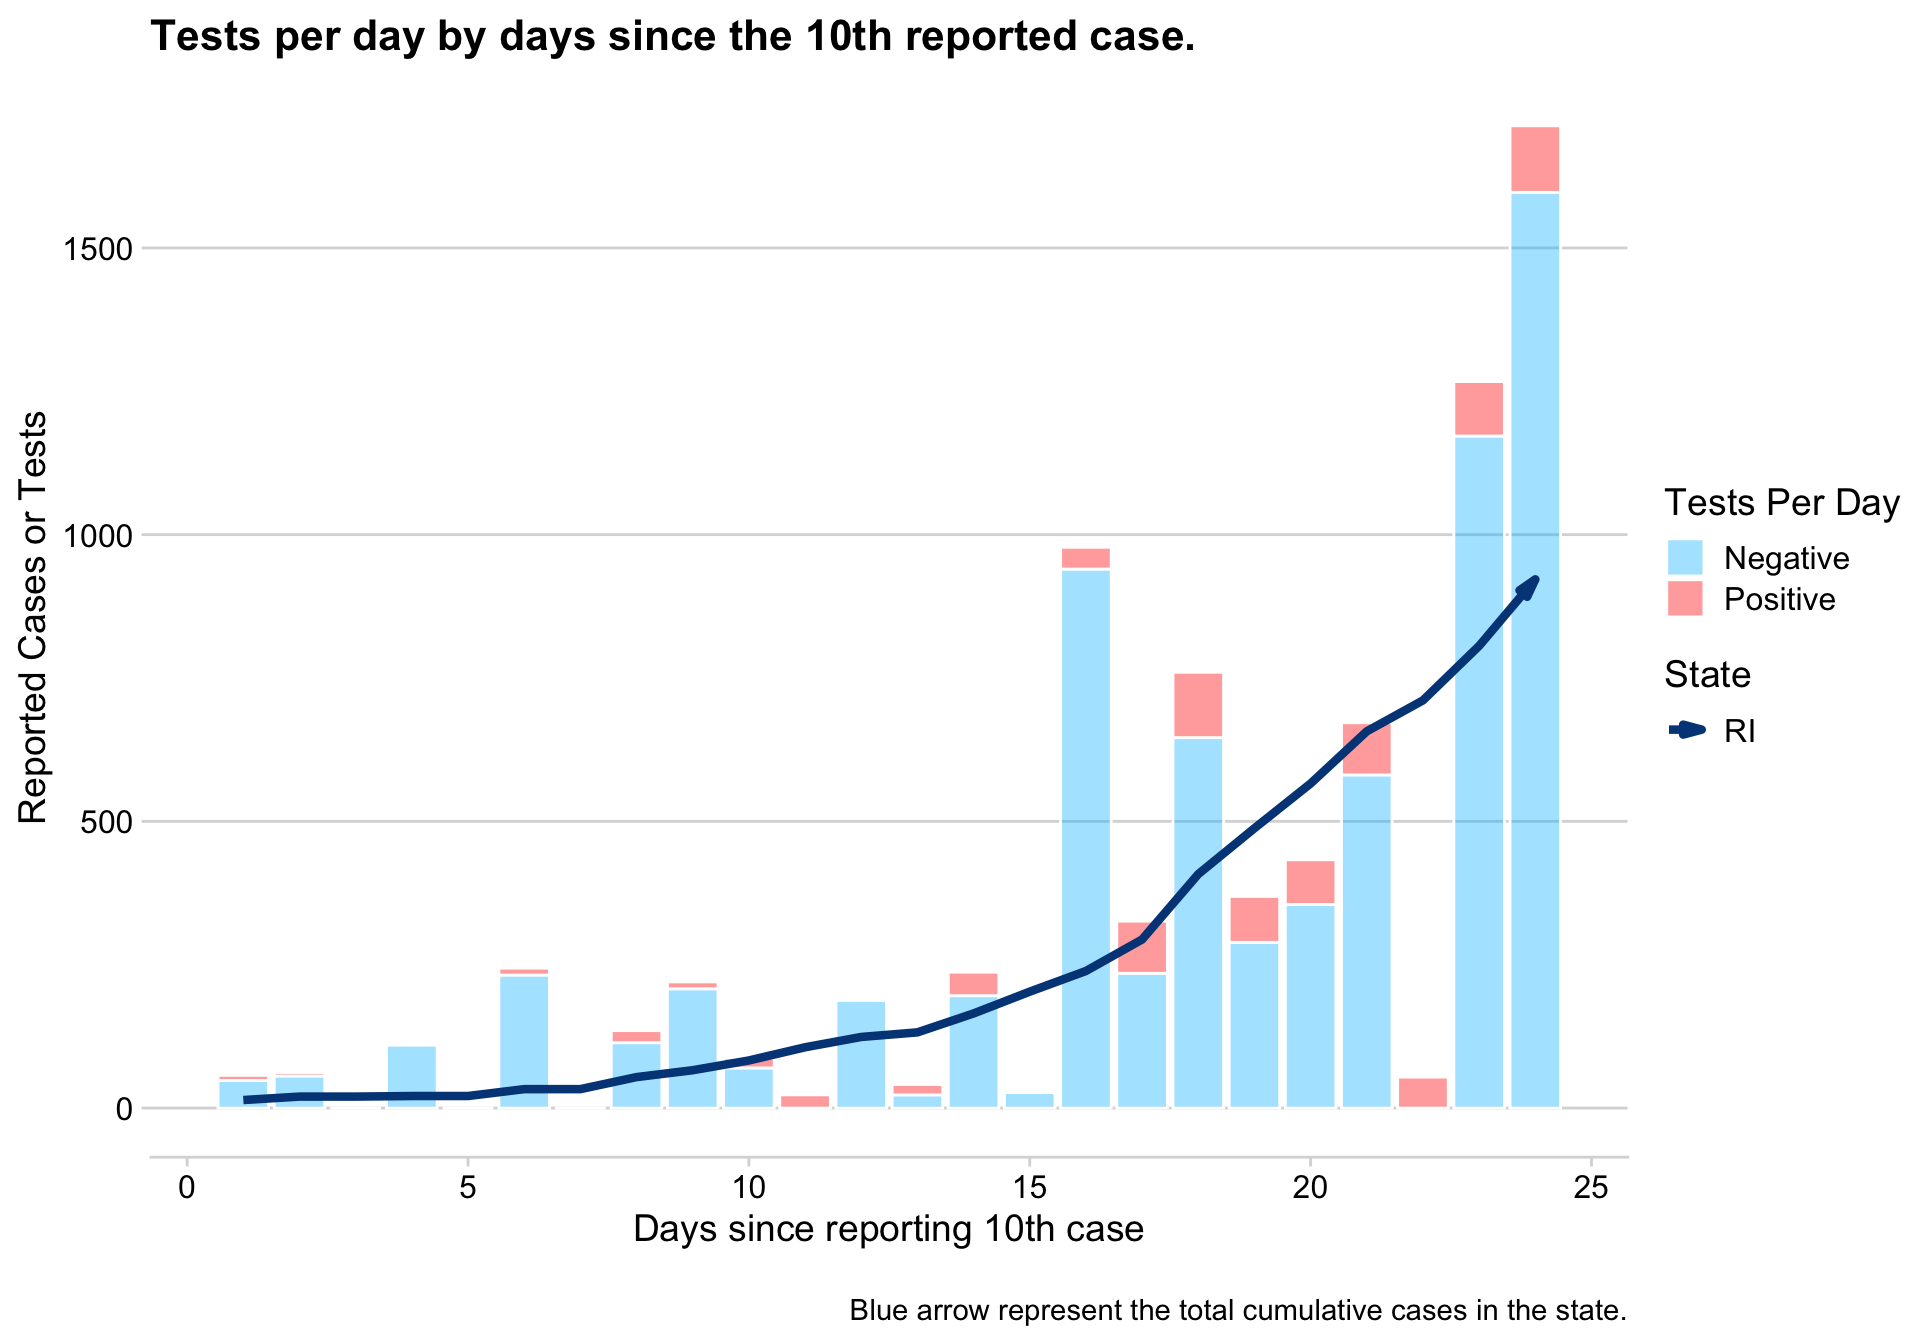 Tests per day by days since the 10th reported case.
Reported Cases or Tests
1500
1000
500
0
0 5 10 15 20 25
Days since reporting 10th case
Tests Per Day
Negative
Positive
State
RI
Blue arrow represent the total cumulative cases in the state.